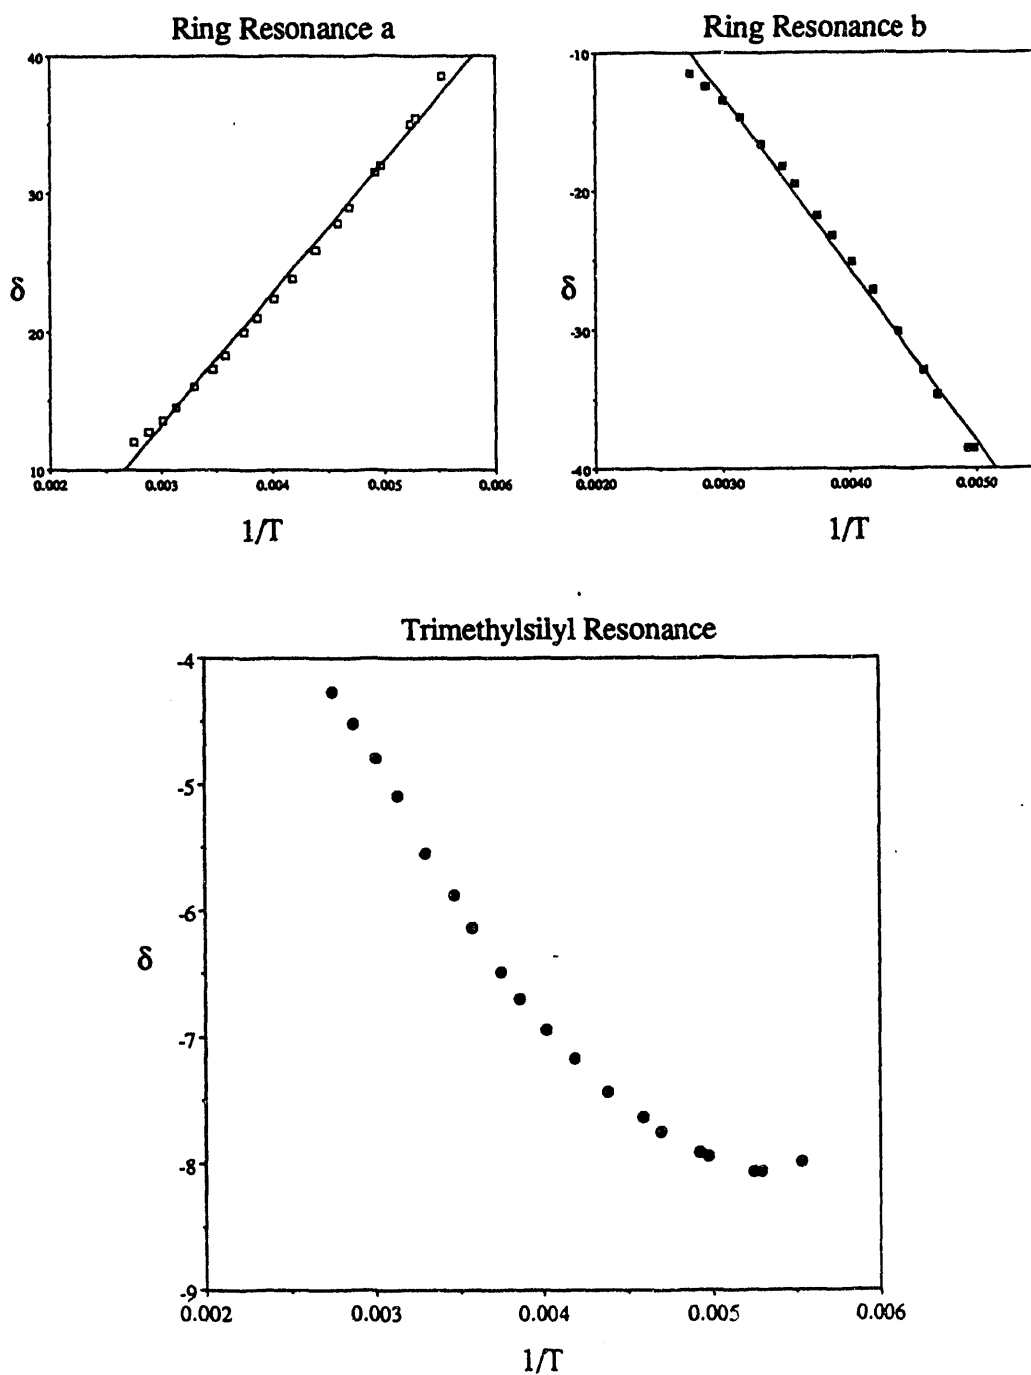 Ring Resonance a
40
30
δ
20
10
0.002 0.003 0.004 0.005 0.006
1/T
Ring Resonance b
-10
-20
δ
-30
-40
0.0020 0.0030 0.0040 0.0050
1/T
Trimethylsilyl Resonance
-4
-5
-6
δ
-7
-8
-9
0.002 0.003 0.004 0.005 0.006
1/T